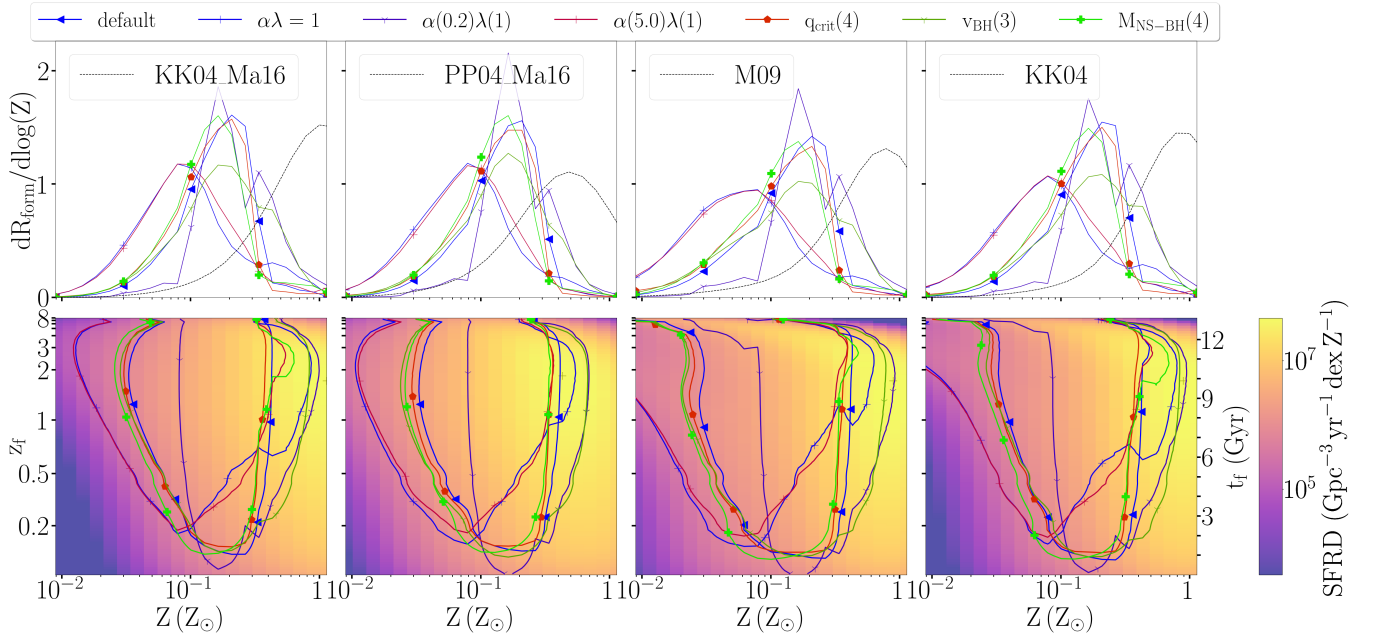 default αλ = 1 α(0.2)λ(1) α(5.0)λ(1) q_crit(4) v_BH(3) M_NS−BH(4)
KK04_Ma16 PP04_Ma16 M09 KK04
dR_form/dlog(Z)
2
1
0
z_f
8
3
2
1
0.5
0.2
12
9
6
3
t_f (Gyr)
10^−2 10^−1 1 10^−2 10^−1 1 10^−2 10^−1 1 10^−2 10^−1 1
Z (Z_⊙) Z (Z_⊙) Z (Z_⊙) Z (Z_⊙)
10^7
10^5
SFRD (Gpc^−3 yr^−1 dex Z^−1)